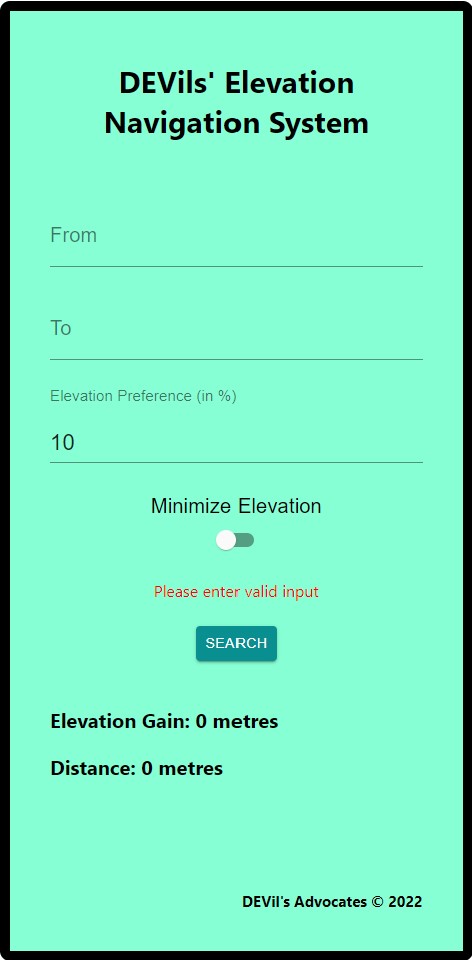 DEVils' Elevation
Navigation System
From
To
Elevation Preference (in %)
10
Minimize Elevation
Please enter valid input
SEARCH
Elevation Gain: 0 metres
Distance: 0 metres
DEVil's Advocates © 2022